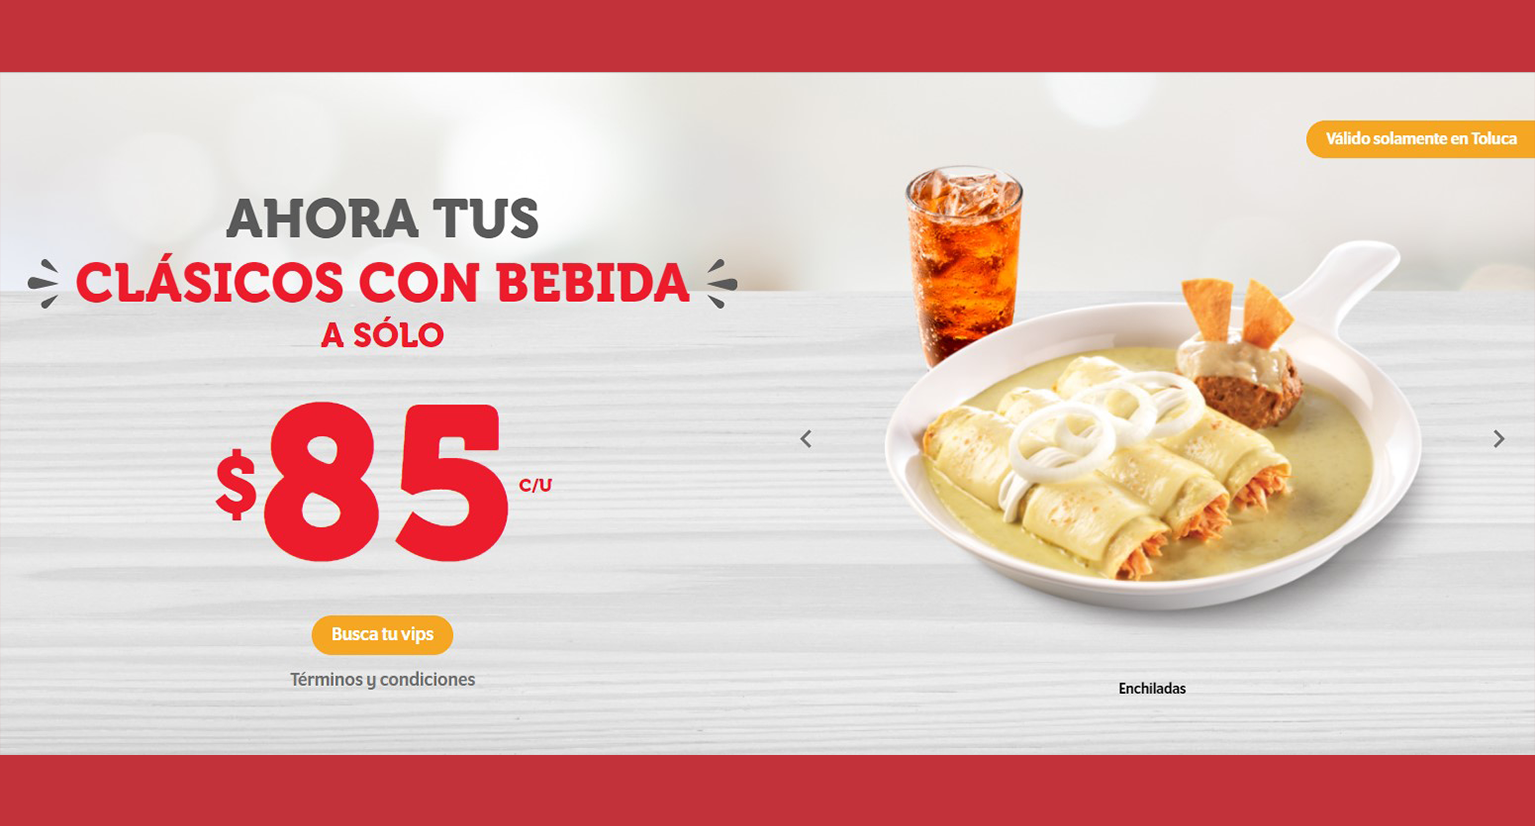 Válido solamente en Toluca
AHORA TUS
CLÁSICOS CON BEBIDA
A SÓLO
$85 C/U
Busca tu vips
Términos y condiciones
Enchiladas